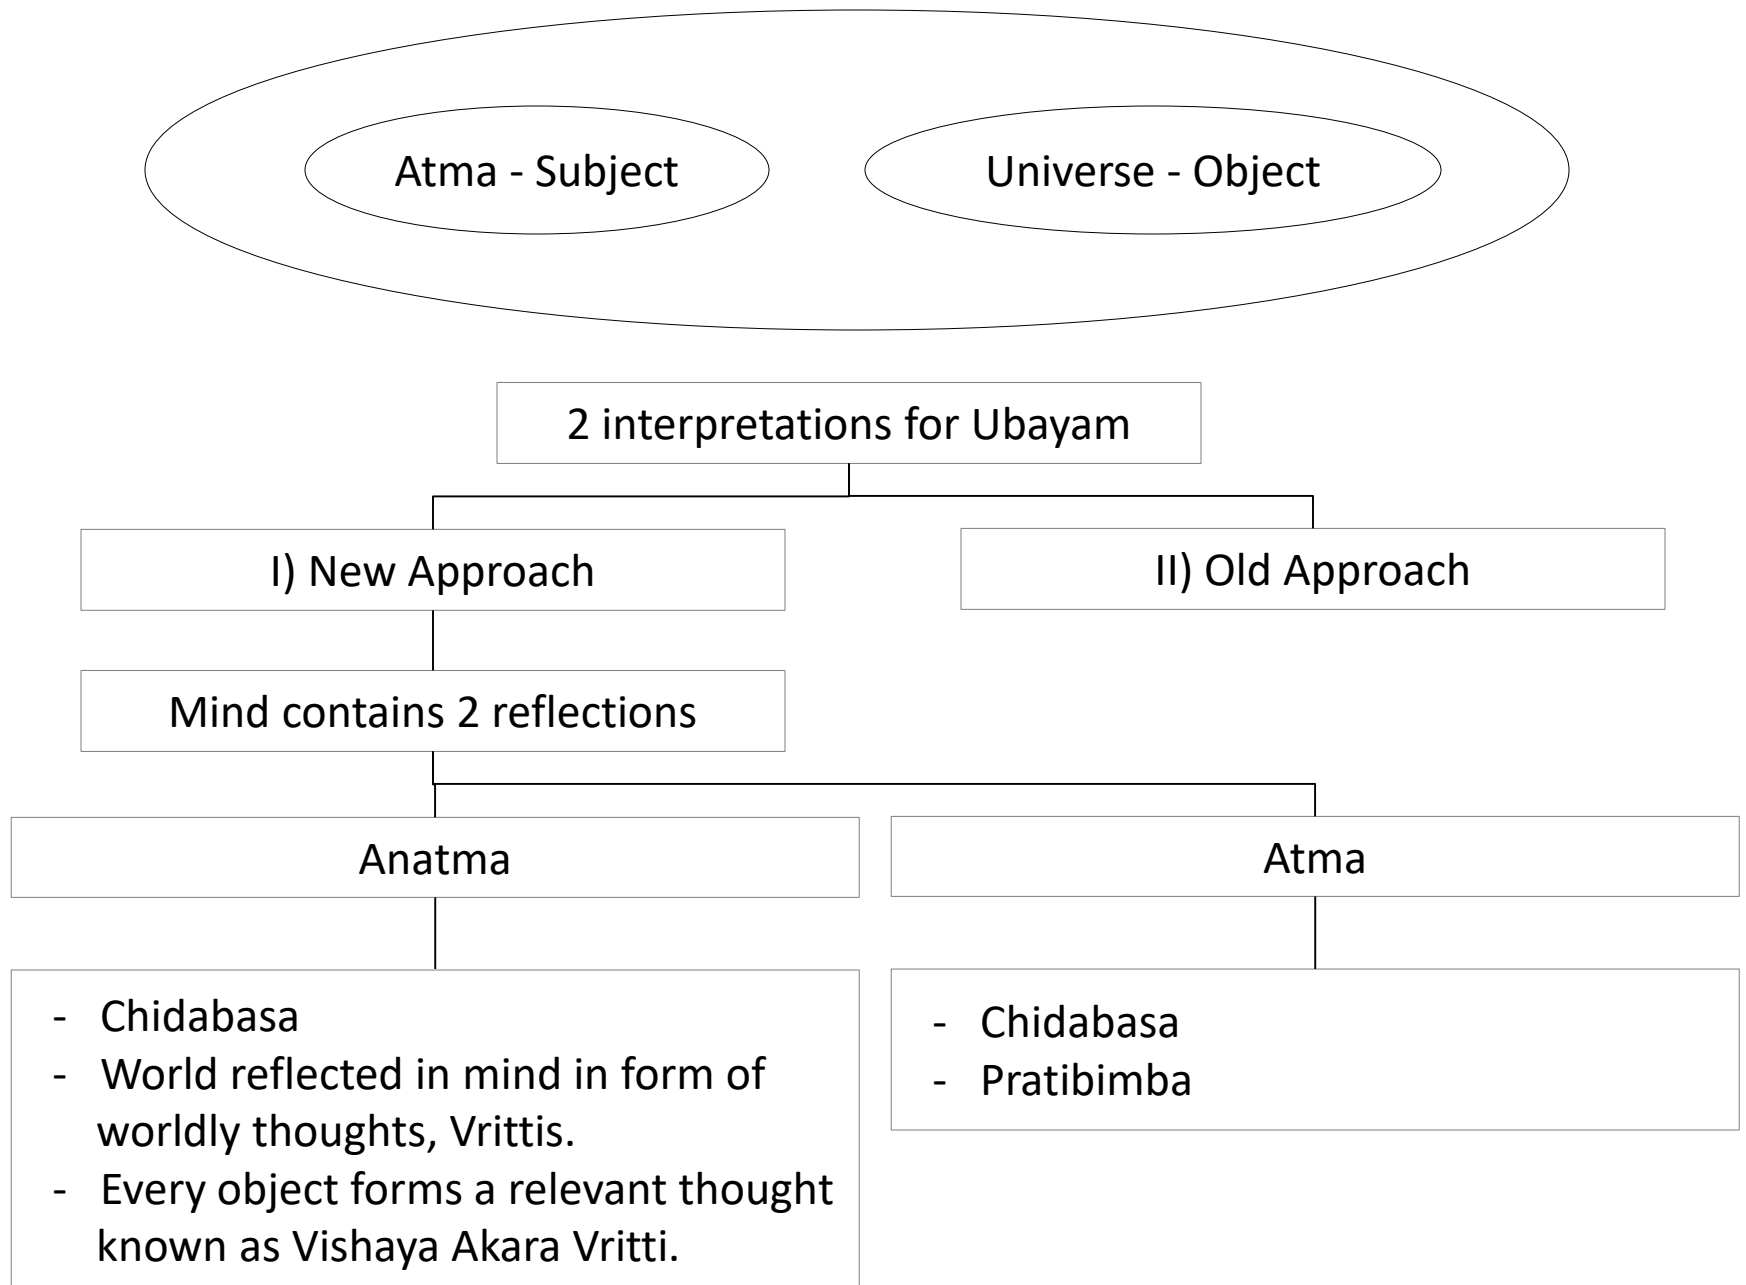 Atma - Subject
Universe - Object
2 interpretations for Ubayam
I) New Approach
II) Old Approach
Mind contains 2 reflections
Anatma
Atma
- Chidabasa
- World reflected in mind in form of
worldly thoughts, Vrittis.
- Every object forms a relevant thought
known as Vishaya Akara Vritti.
- Chidabasa
- Pratibimba